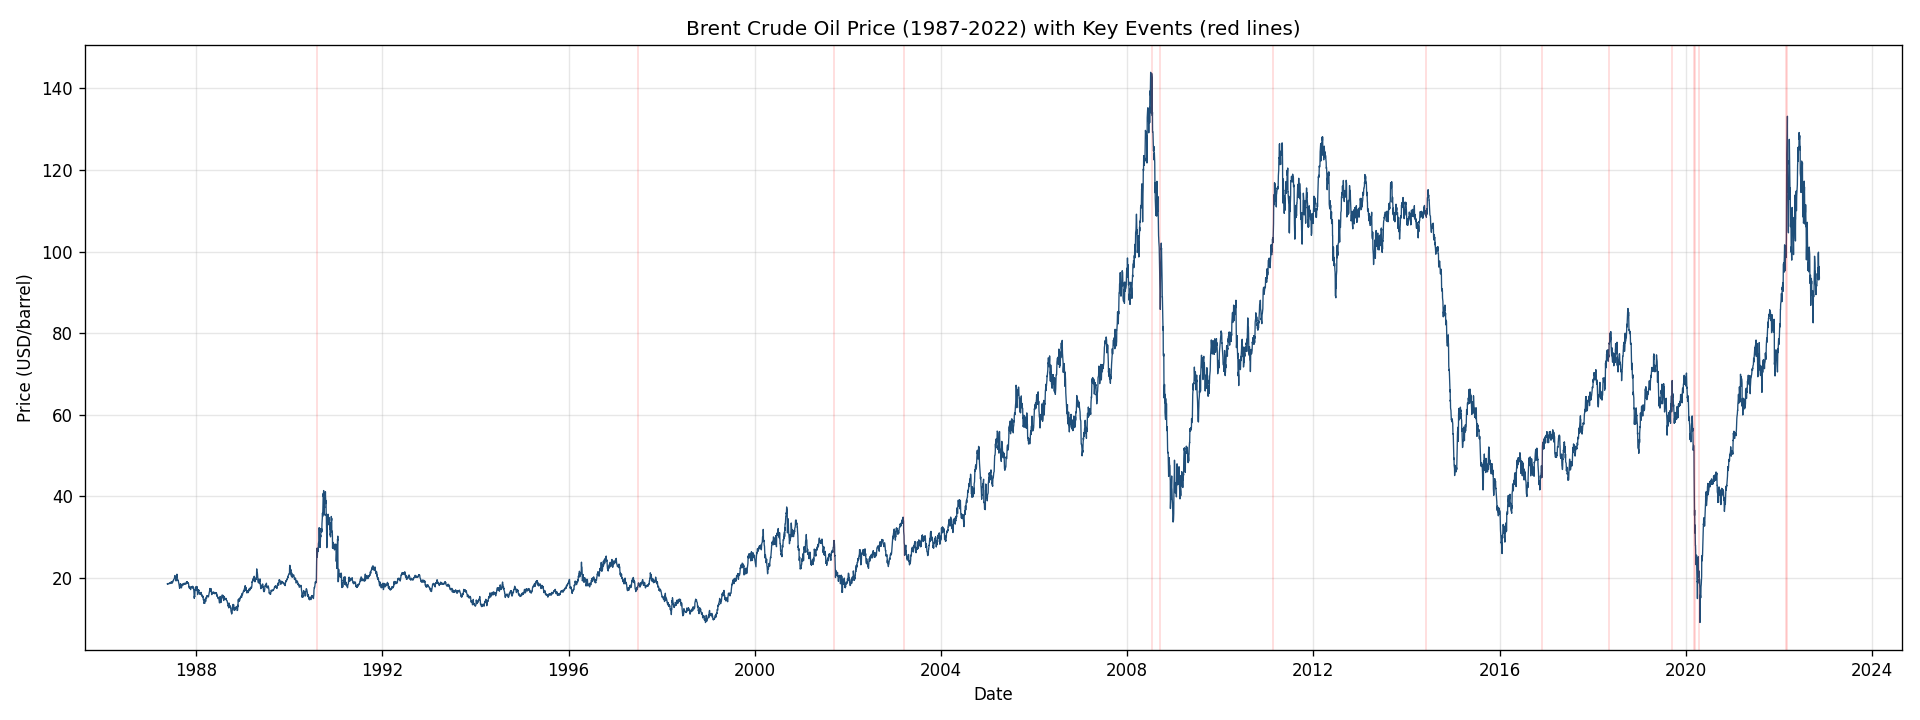 Brent Crude Oil Price (1987-2022) with Key Events (red lines)
Price (USD/barrel)
140
120
100
80
60
40
20
1988 1992 1996 2000 2004 2008 2012 2016 2020 2024
Date